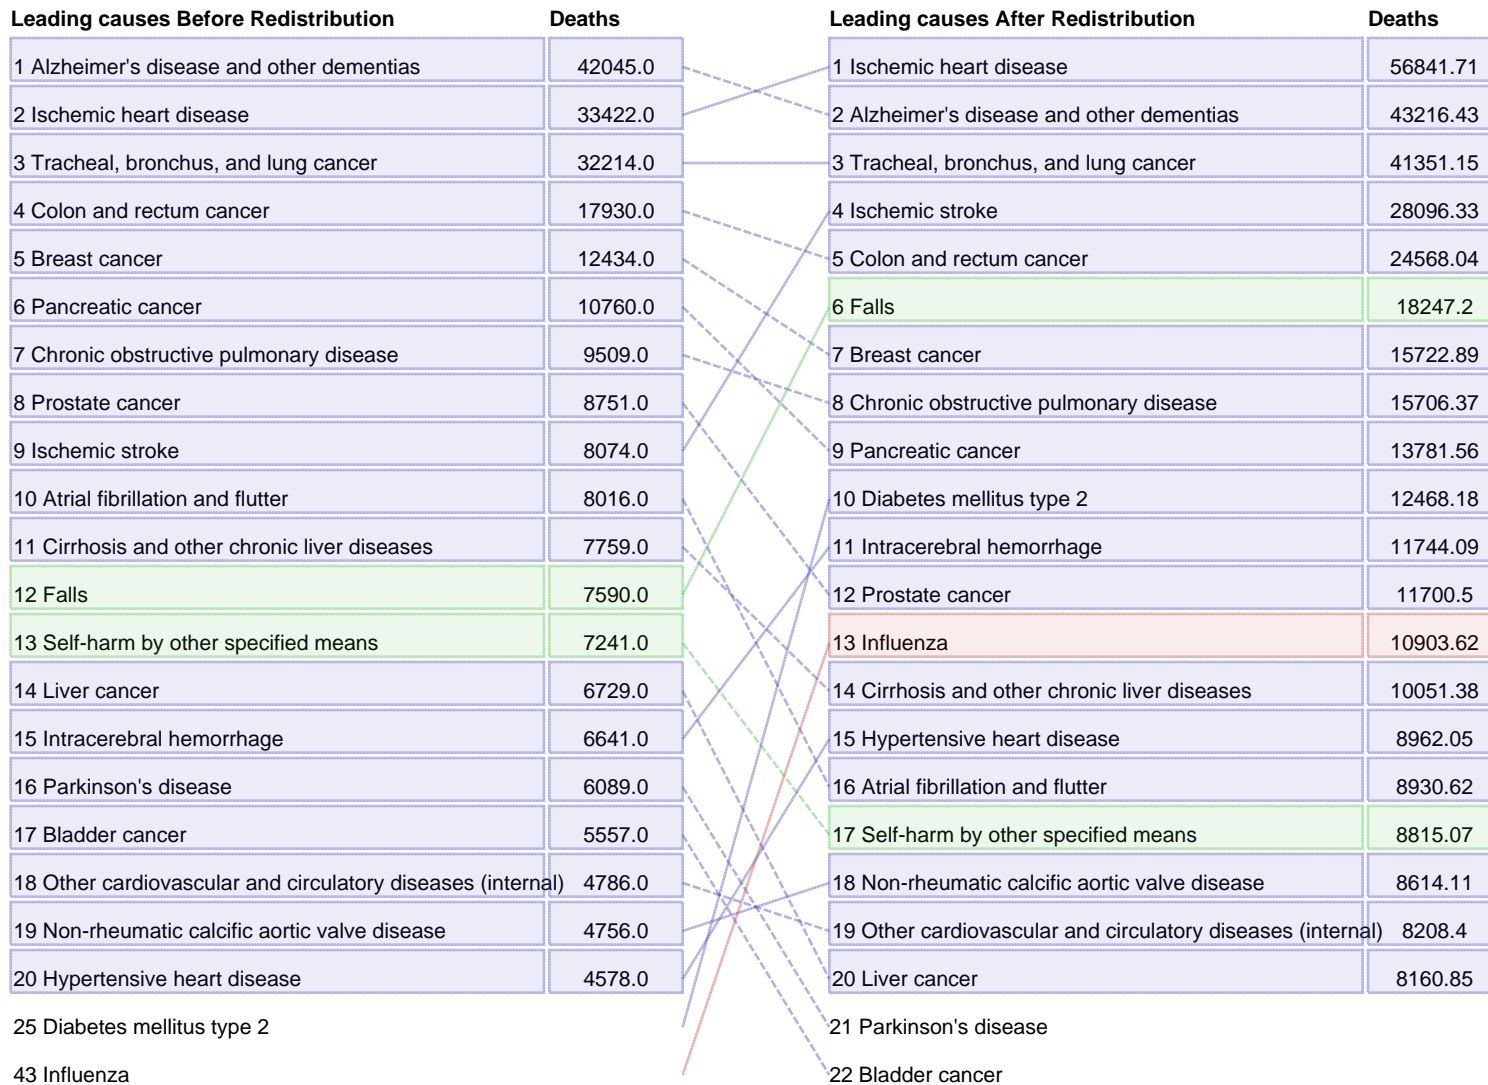 Leading causes Before Redistribution Deaths Leading causes After Redistribution Deaths
1 Alzheimer's disease and other dementias 42045.0 1 Ischemic heart disease 56841.71
2 Ischemic heart disease 33422.0 2 Alzheimer's disease and other dementias 43216.43
3 Tracheal, bronchus, and lung cancer 32214.0 3 Tracheal, bronchus, and lung cancer 41351.15
4 Colon and rectum cancer 17930.0 4 Ischemic stroke 28096.33
5 Breast cancer 12434.0 5 Colon and rectum cancer 24568.04
6 Pancreatic cancer 10760.0 6 Falls 18247.2
7 Chronic obstructive pulmonary disease 9509.0 7 Breast cancer 15722.89
8 Prostate cancer 8751.0 8 Chronic obstructive pulmonary disease 15706.37
9 Ischemic stroke 8074.0 9 Pancreatic cancer 13781.56
10 Atrial fibrillation and flutter 8016.0 10 Diabetes mellitus type 2 12468.18
11 Cirrhosis and other chronic liver diseases 7759.0 11 Intracerebral hemorrhage 11744.09
12 Falls 7590.0 12 Prostate cancer 11700.5
13 Self-harm by other specified means 7241.0 13 Influenza 10903.62
14 Liver cancer 6729.0 14 Cirrhosis and other chronic liver diseases 10051.38
15 Intracerebral hemorrhage 6641.0 15 Hypertensive heart disease 8962.05
16 Parkinson's disease 6089.0 16 Atrial fibrillation and flutter 8930.62
17 Bladder cancer 5557.0 17 Self-harm by other specified means 8815.07
18 Other cardiovascular and circulatory diseases (internal) 4786.0 18 Non-rheumatic calcific aortic valve disease 8614.11
19 Non-rheumatic calcific aortic valve disease 4756.0 19 Other cardiovascular and circulatory diseases (internal) 8208.4
20 Hypertensive heart disease 4578.0 20 Liver cancer 8160.85
25 Diabetes mellitus type 2 21 Parkinson's disease
43 Influenza 22 Bladder cancer